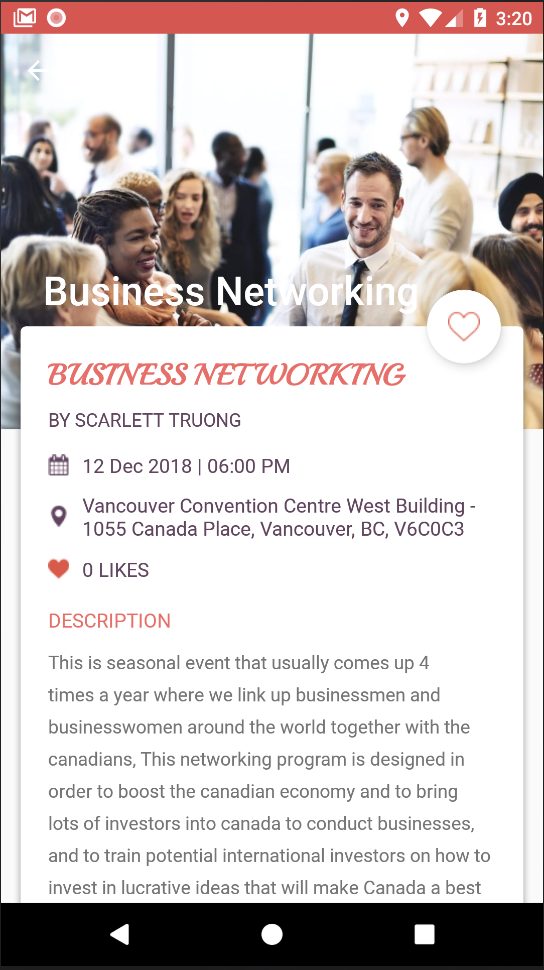 3:20
Business Networking
BUSINESS NETWORKING
BY SCARLETT TRUONG
12 Dec 2018 | 06:00 PM
Vancouver Convention Centre West Building -
1055 Canada Place, Vancouver, BC, V6C0C3
0 LIKES
DESCRIPTION
This is seasonal event that usually comes up 4
times a year where we link up businessmen and
businesswomen around the world together with the
canadians, This networking program is designed in
order to boost the canadian economy and to bring
lots of investors into canada to conduct businesses,
and to train potential international investors on how to
invest in lucrative ideas that will make Canada a best